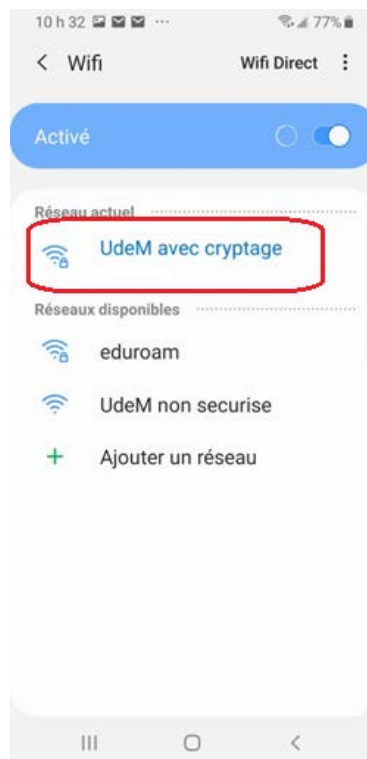 10 h 32 ... 77%
Wifi Wifi Direct
Activé
Réseau actuel
UdeM avec cryptage
Réseaux disponibles
eduroam
UdeM non securise
+ Ajouter un réseau